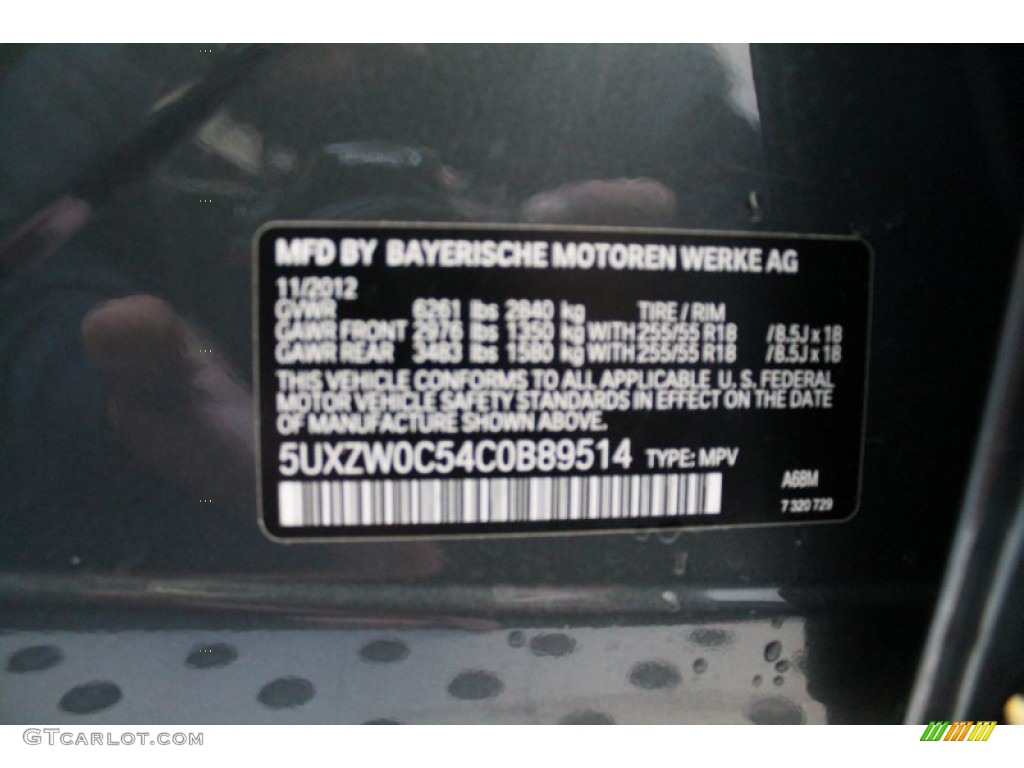 MFD BY BAYERISCHE MOTOREN WERKE AG
11/2012
GVWR 6261 lbs 2840 kg TIRE / RIM
GAWR FRONT 2976 lbs 1350 kg WITH 255/55 R18 /8.5J x 18
GAWR REAR 3483 lbs 1580 kg WITH 255/55 R18 /8.5J x 18
THIS VEHICLE CONFORMS TO ALL APPLICABLE U.S. FEDERAL
MOTOR VEHICLE SAFETY STANDARDS IN EFFECT ON THE DATE
OF MANUFACTURE SHOWN ABOVE.
5UXZW0C54C0B89514 TYPE: MPV
A68M
7 320 729
GTCarlot.com